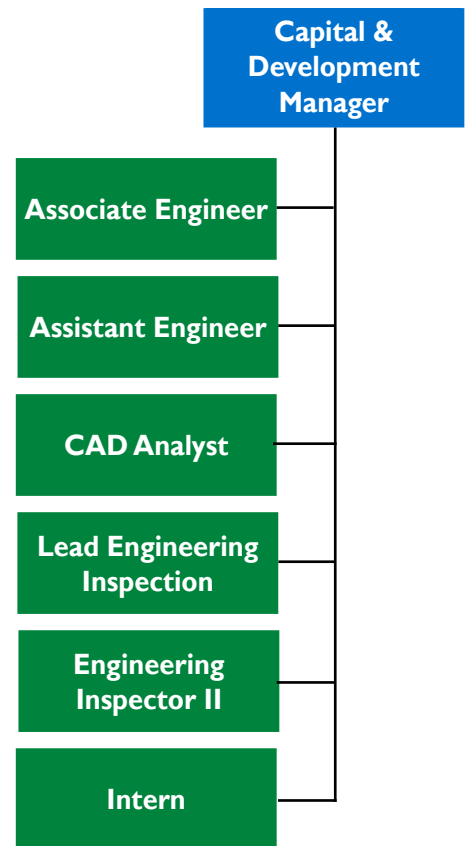 Capital &
Development
Manager
Associate Engineer
Assistant Engineer
CAD Analyst
Lead Engineering
Inspection
Engineering
Inspector II
Intern